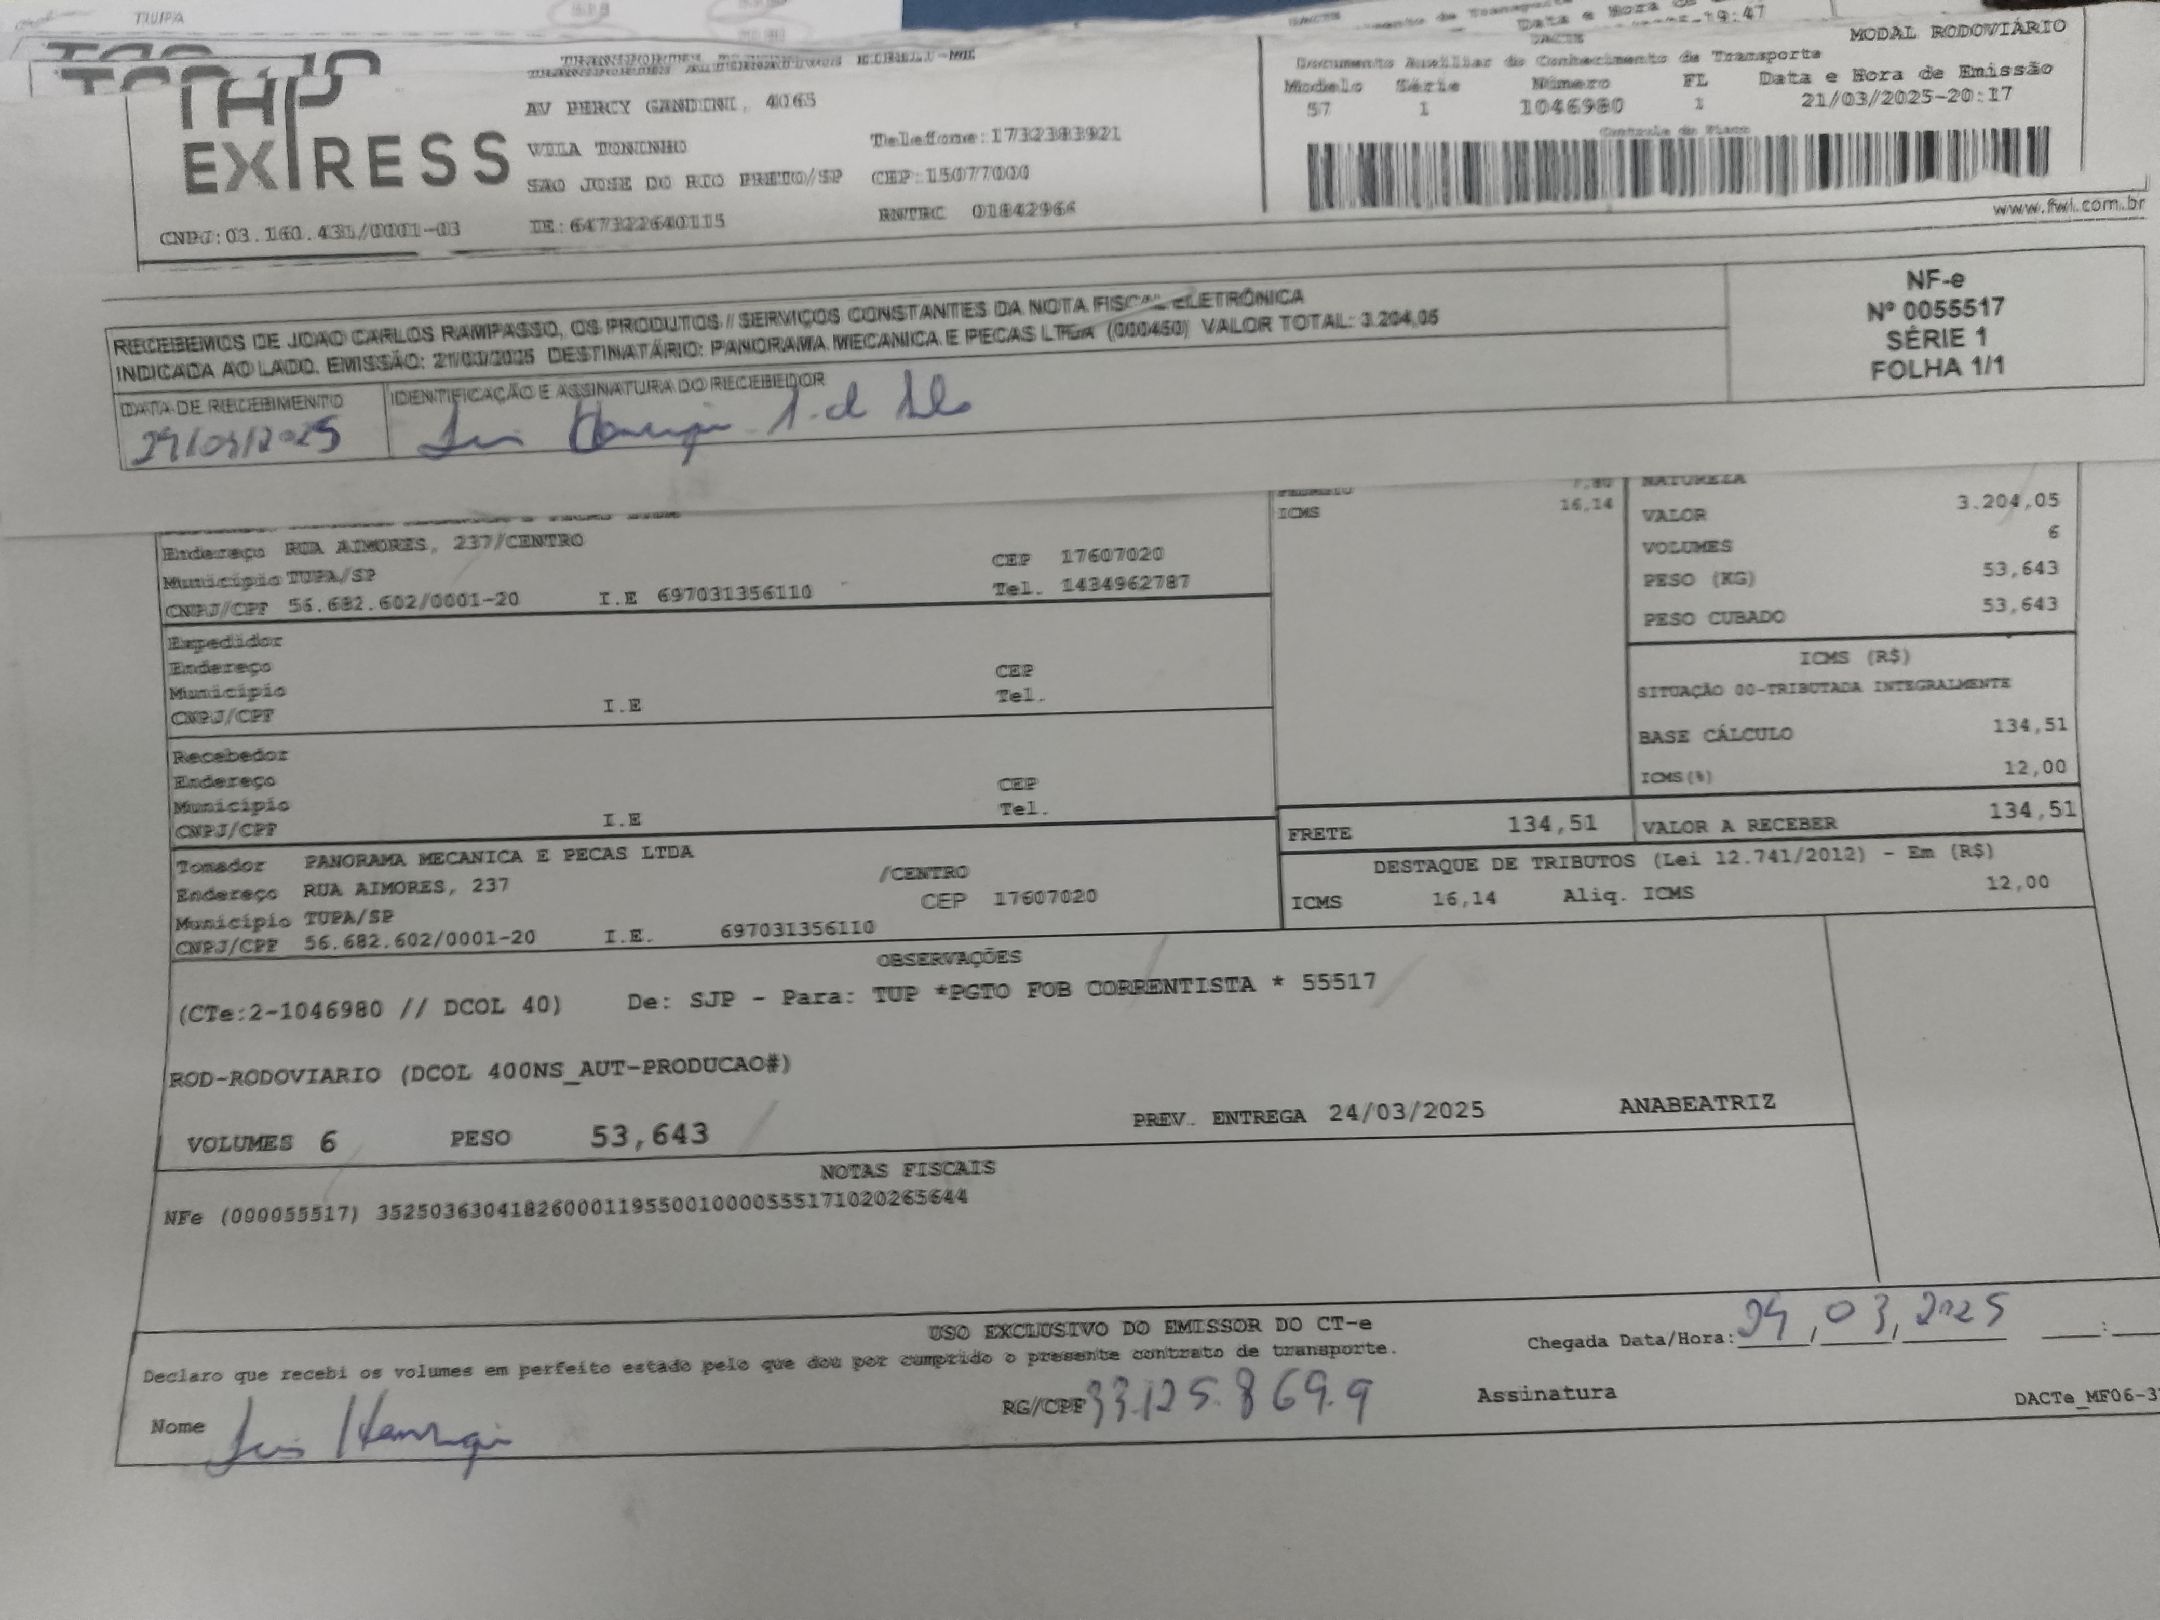 TRANSPORTES ALTERNATIVOS
EXPRESS
AV PERCY GANDINI, 4065
VILA TONINHO
Telefone:1732383921
SAO JOSE DO RIO PRETO/SP CEP:15077000
CNPJ:03.160.431/0001-03
IE:647322640115
RNTRC 01842966
DACTE
MODAL RODOVIÁRIO
Documento Auxiliar do Conhecimento de Transporte
Modelo Série Número FL Data e Hora de Emissão
57 1 1046980 1 21/03/2025-20:17
Controle do Fisco
www.fwl.com.br
RECEBEMOS DE JOAO CARLOS RAMPASSO, OS PRODUTOS / SERVIÇOS CONSTANTES DA NOTA FISCAL ELETRÔNICA
INDICADA AO LADO. EMISSÃO: 21/03/2025 DESTINATÁRIO: PANORAMA MECANICA E PECAS LTDA (000450) VALOR TOTAL: 3.204,05
NF-e
Nº 0055517
SÉRIE 1
FOLHA 1/1
DATA DE RECEBIMENTO
IDENTIFICAÇÃO E ASSINATURA DO RECEBEDOR
Endereço RUA AIMORES, 237/CENTRO
CEP 17607020
Município TUPA/SP
Tel. 1434962787
CNPJ/CPF 56.682.602/0001-20 I.E 697031356110
Expedidor
Endereço CEP
Município Tel.
CNPJ/CPF I.E
Recebedor
Endereço CEP
Município Tel.
CNPJ/CPF I.E
Tomador PANORAMA MECANICA E PECAS LTDA
Endereço RUA AIMORES, 237 /CENTRO
Município TUPA/SP CEP 17607020
CNPJ/CPF 56.682.602/0001-20 I.E. 697031356110
ICMS 16,14
NATUREZA
VALOR 3.204,05
VOLUMES 6
PESO (KG) 53,643
PESO CUBADO 53,643
ICMS (R$)
SITUAÇÃO 00-TRIBUTADA INTEGRALMENTE
BASE CÁLCULO 134,51
ICMS(%) 12,00
FRETE 134,51 VALOR A RECEBER 134,51
DESTAQUE DE TRIBUTOS (Lei 12.741/2012) - Em (R$)
ICMS 16,14 Aliq. ICMS 12,00
OBSERVAÇÕES
(CTe:2-1046980 // DCOL 40) De: SJP - Para: TUP *PGTO FOB CORRENTISTA * 55517
ROD-RODOVIARIO (DCOL 400NS_AUT-PRODUCAO#)
VOLUMES 6 PESO 53,643 PREV. ENTREGA 24/03/2025 ANABEATRIZ
NOTAS FISCAIS
NFe (000055517) 35250363041826000119550010000555171020265644
USO EXCLUSIVO DO EMISSOR DO CT-e
Declaro que recebi os volumes em perfeito estado pelo que dou por cumprido o presente contrato de transporte.
Chegada Data/Hora: 24/03/2025
Nome Luis Henrique
RG/CPF 33.125.869.9
Assinatura
DACTe_MF06-3